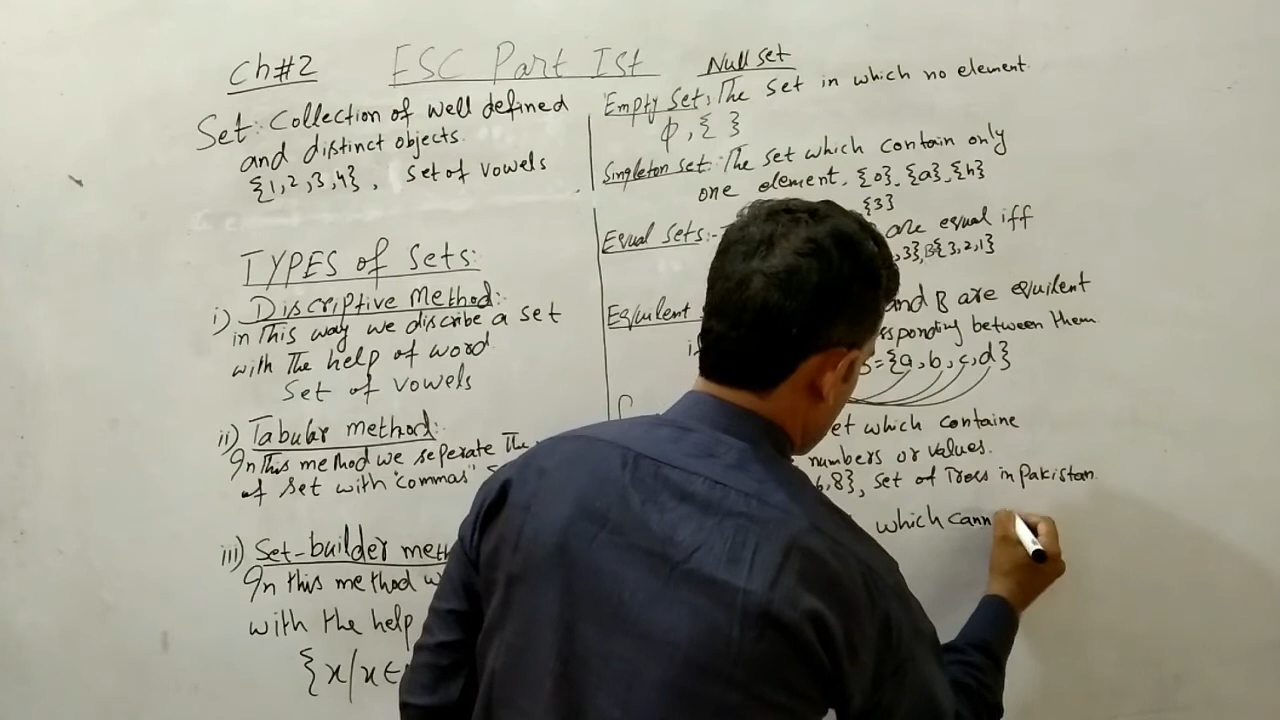 Ch#2
FSC Part Ist
Set: Collection of well defined
and distinct objects.
{1,2,3,4}, Set of vowels
TYPES of Sets:
i) Discriptive Method:
in this way we discribe a set
with the help of word
Set of vowels
ii) Tabular method:
In this method we seperate the
of set with "commas"
iii) Set-builder meth
In this method w
with the help
{x/x∈
Null set
Empty Set: The set in which no element
ϕ, { }
Singleton set: The set which contain only
one element. {0}, {a}, {h}
{3}
Equal Sets:- are equal iff
,3}, B{3,2,1}
Equilent and B are equilent
if sponding between them
={a, b, c, d}
et which containe
numbers or values.
6,8}, set of Trees in Pakistan.
which cann